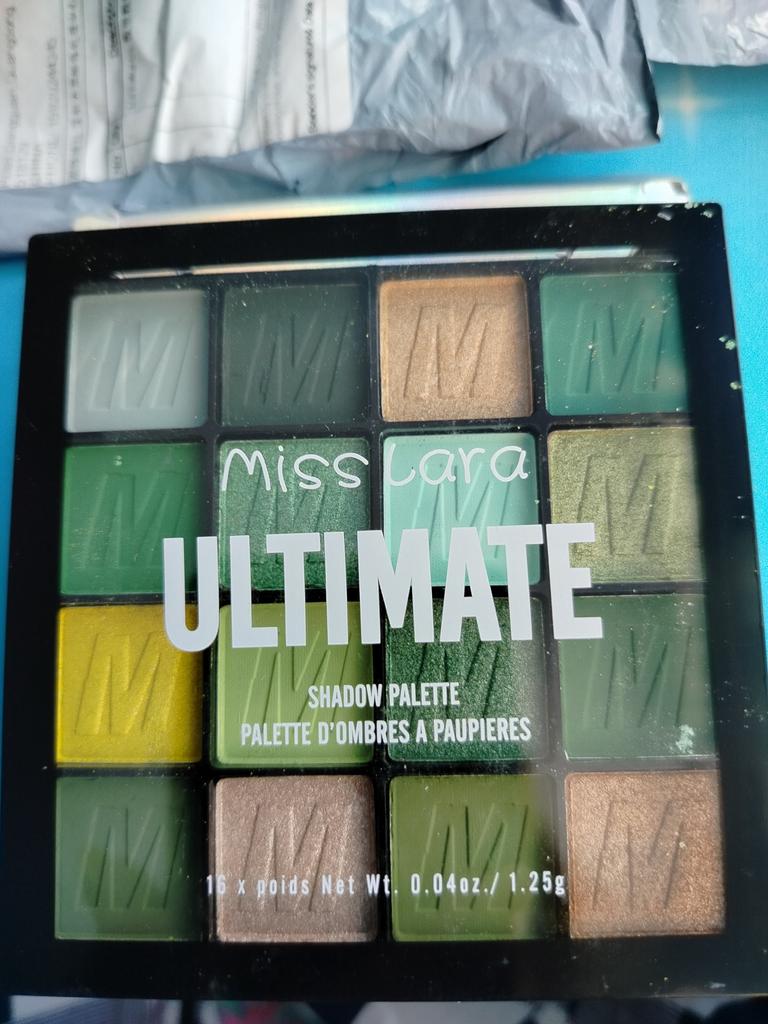 Miss Lara
ULTIMATE
SHADOW PALETTE
PALETTE D'OMBRES A PAUPIERES
16 x poids Net Wt. 0.04oz./ 1.25g
M M M M
M M M M
M M M M
M M M M